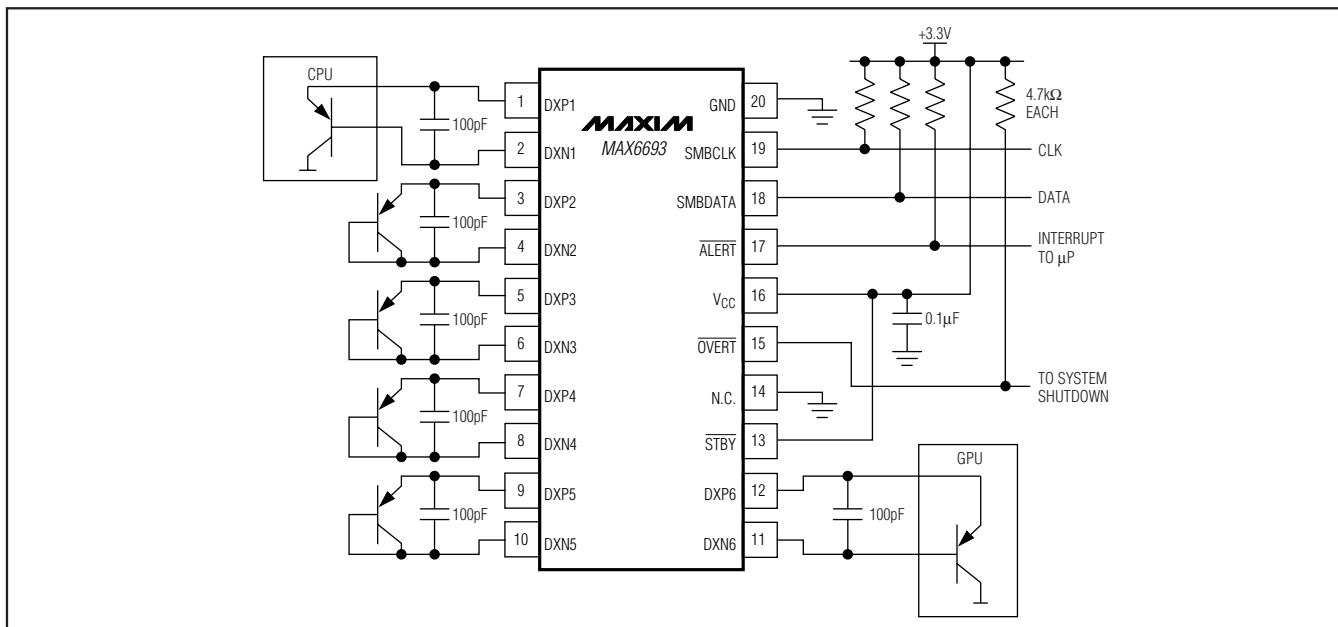 +3.3V
CPU
1
DXP1
GND
20
4.7kΩ
EACH
100pF
MAXIM
MAX6693
2
DXN1
SMBCLK
19
CLK
3
DXP2
SMBDATA
18
DATA
100pF
4
DXN2
ALERT
17
INTERRUPT
TO µP
5
DXP3
VCC
16
100pF
0.1µF
6
DXN3
OVERT
15
7
DXP4
N.C.
14
TO SYSTEM
SHUTDOWN
100pF
8
DXN4
STBY
13
GPU
9
DXP5
DXP6
12
100pF
100pF
10
DXN5
DXN6
11